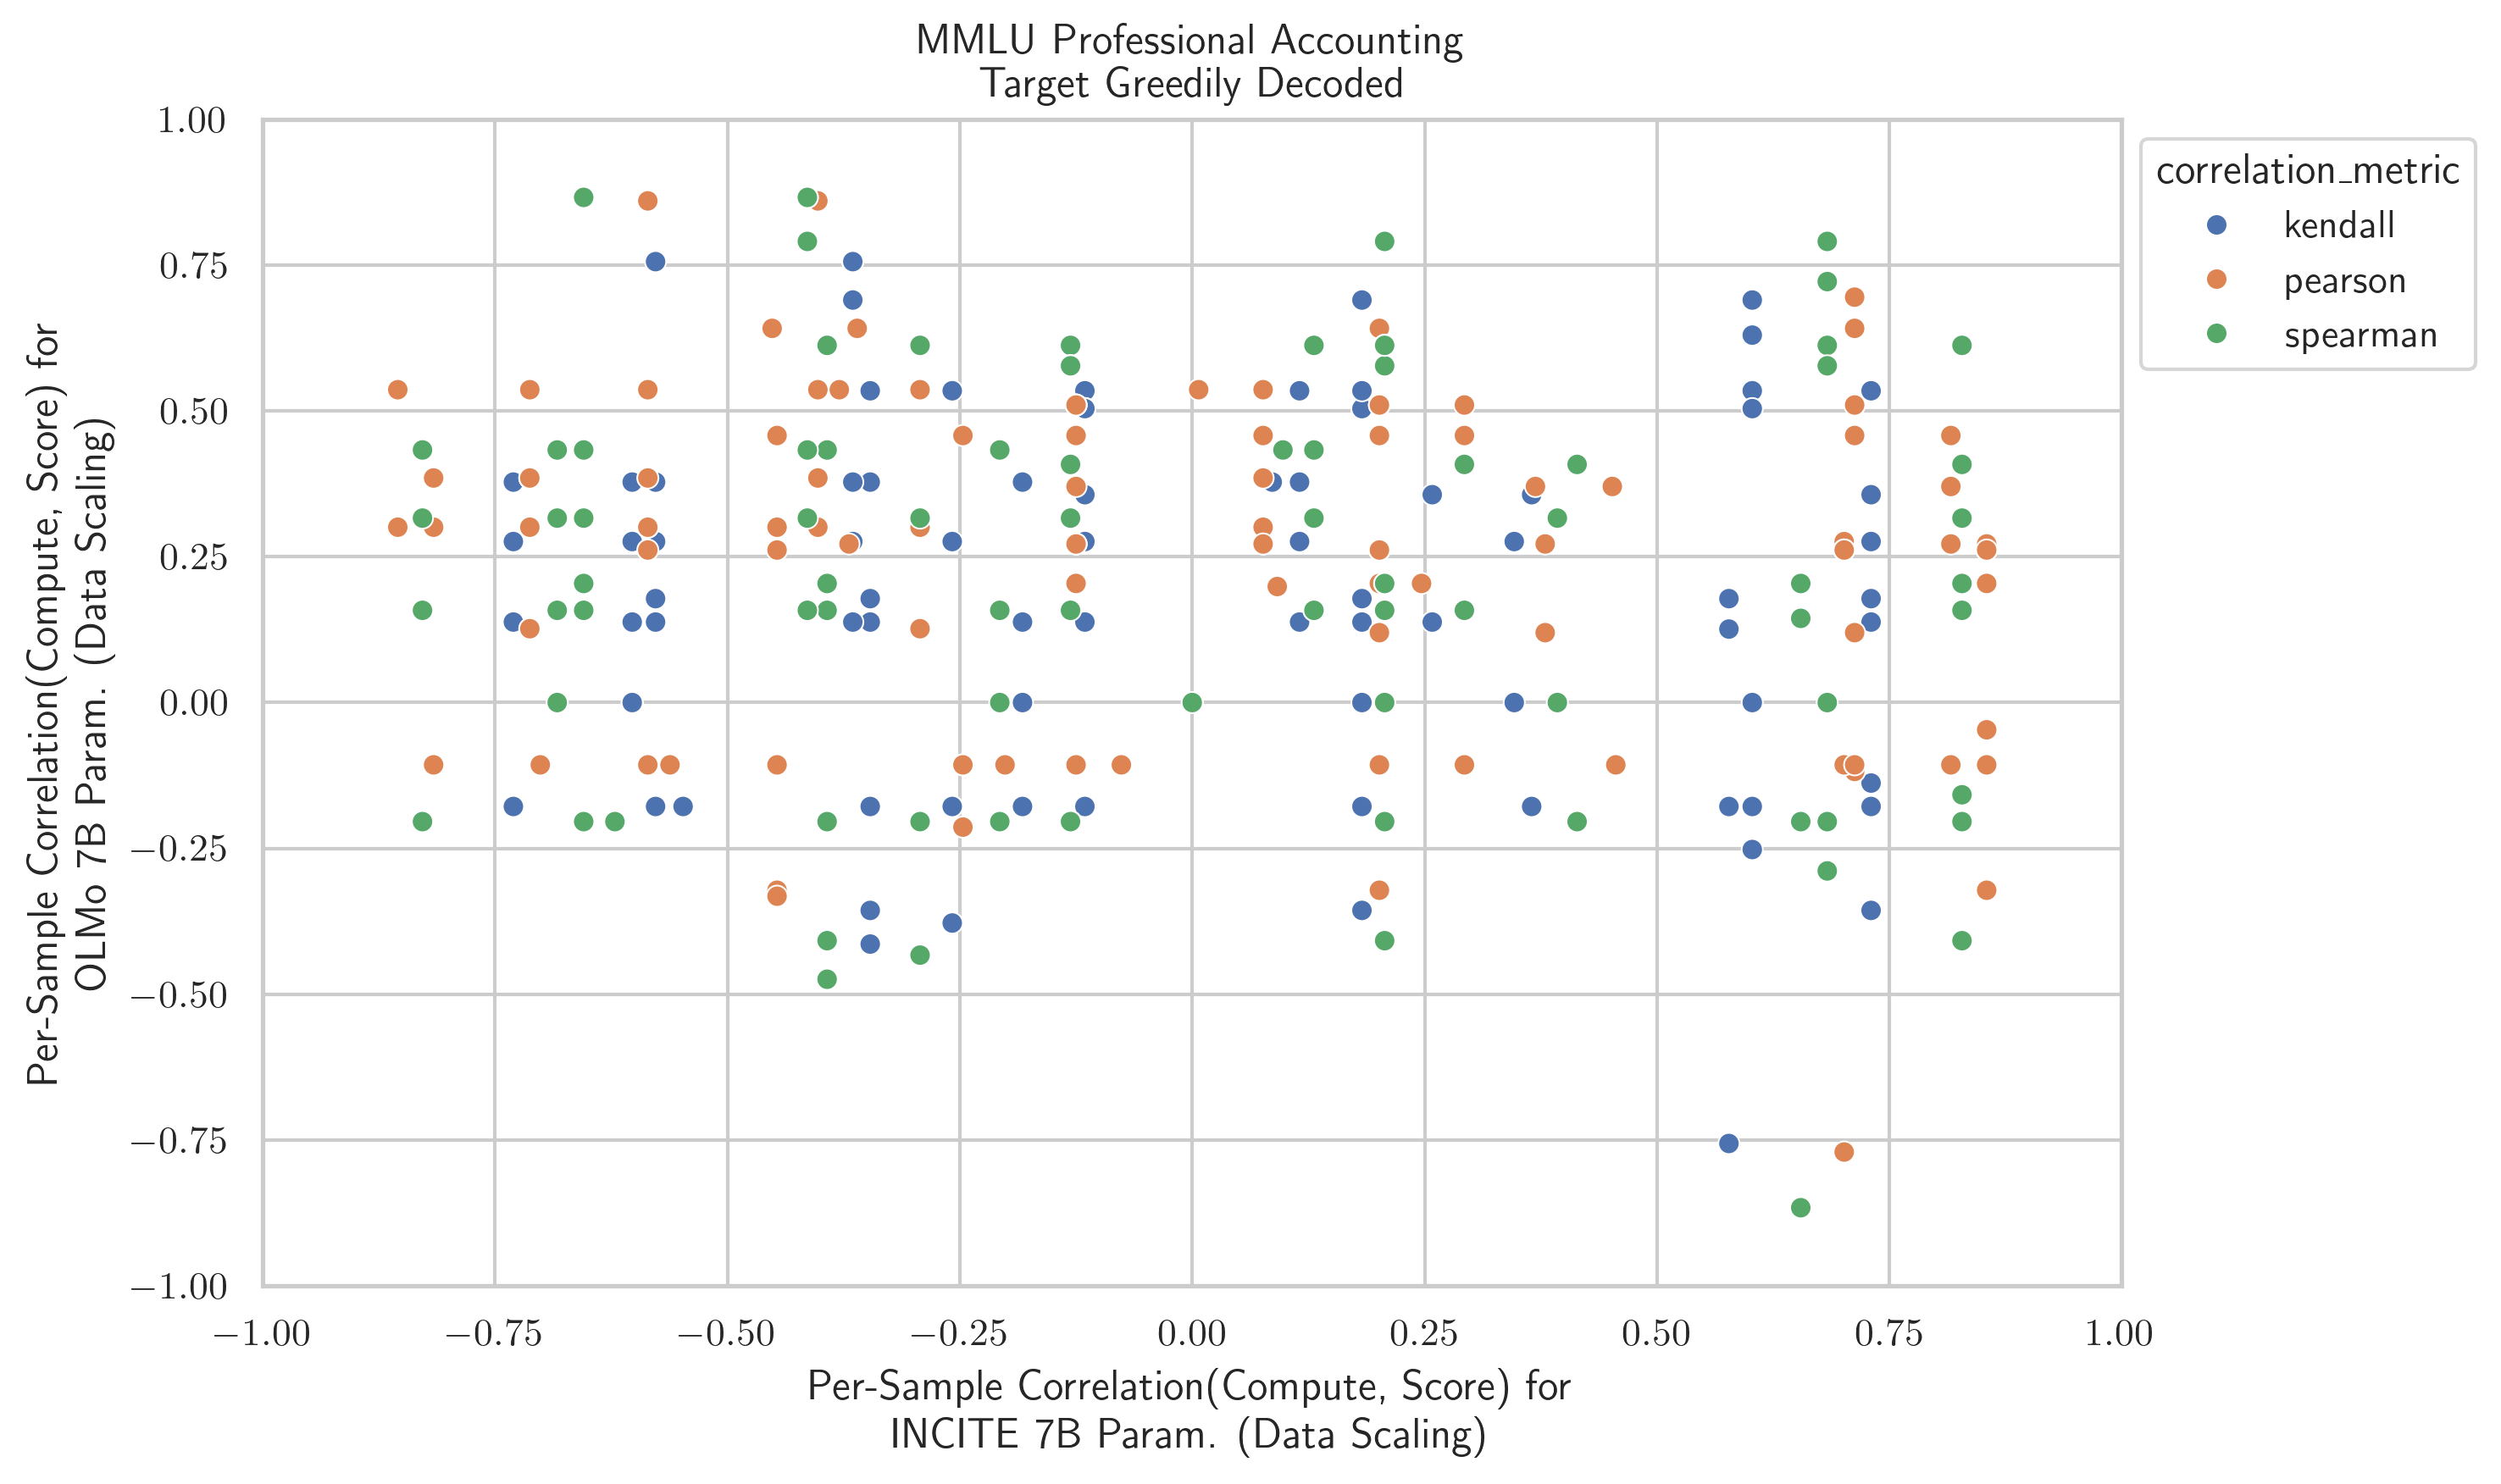 MMLU Professional Accounting
Target Greedily Decoded
Per-Sample Correlation(Compute, Score) for
OLMo 7B Param. (Data Scaling)
1.00
0.75
0.50
0.25
0.00
−0.25
−0.50
−0.75
−1.00
−1.00 −0.75 −0.50 −0.25 0.00 0.25 0.50 0.75 1.00
Per-Sample Correlation(Compute, Score) for
INCITE 7B Param. (Data Scaling)
correlation_metric
kendall
pearson
spearman